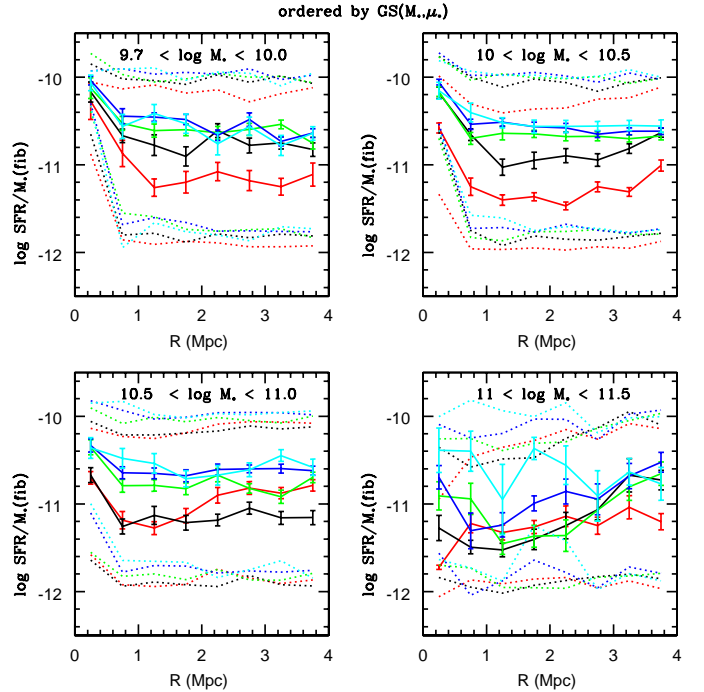 ordered by GS(M*,μ*)
9.7 < log M* < 10.0
10 < log M* < 10.5
-10
-11
-12
log SFR/M*(fib)
0 1 2 3 4
R (Mpc)
-10
-11
-12
log SFR/M*(fib)
0 1 2 3 4
R (Mpc)
10.5 < log M* < 11.0
11 < log M* < 11.5
-10
-11
-12
log SFR/M*(fib)
0 1 2 3 4
R (Mpc)
-10
-11
-12
log SFR/M*(fib)
0 1 2 3 4
R (Mpc)